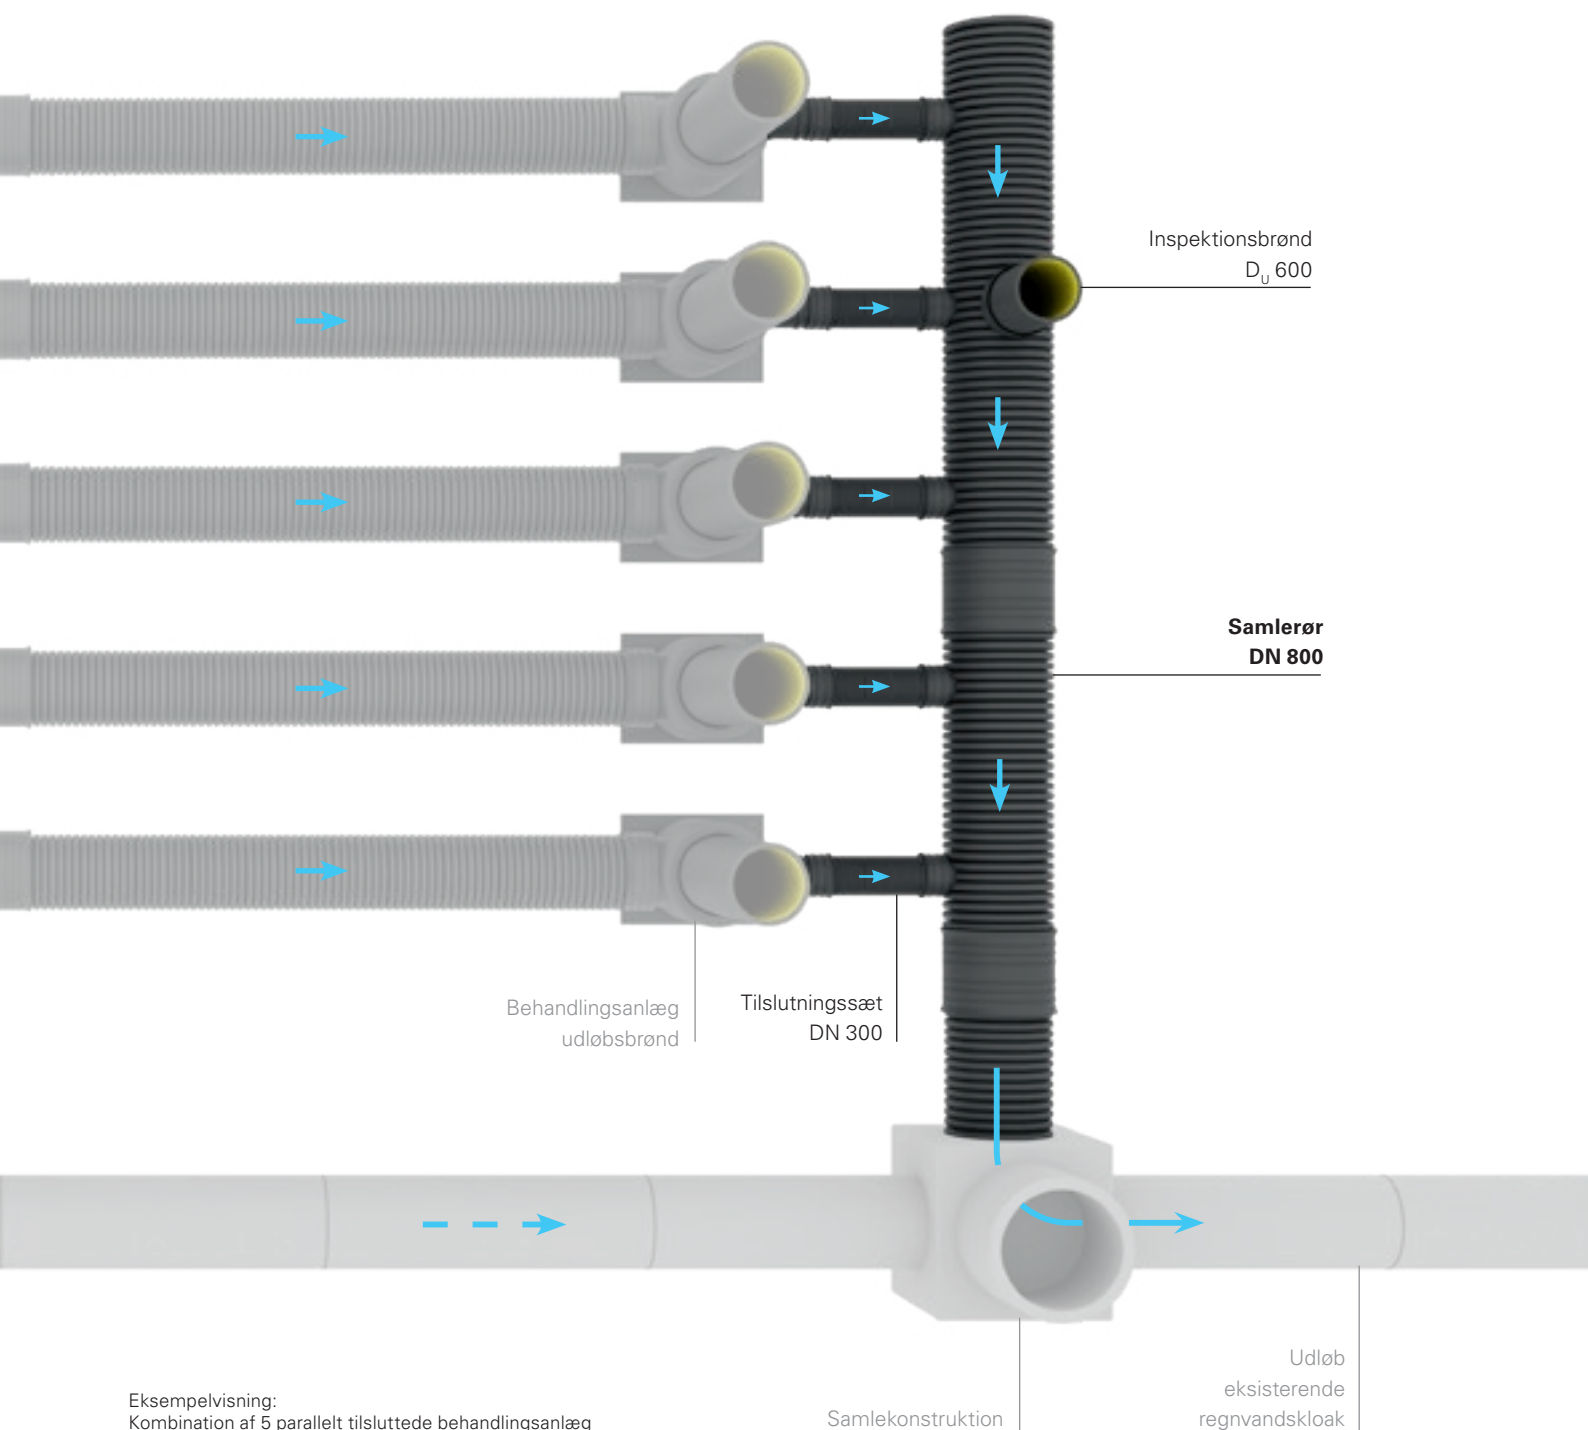 Inspektionsbrønd
DU 600
Samlerør
DN 800
Behandlingsanlæg
udløbsbrønd
Tilslutningssæt
DN 300
Udløb
eksisterende
regnvandskloak
Samlekonstruktion
Eksempelvisning:
Kombination af 5 parallelt tilsluttede behandlingsanlæg